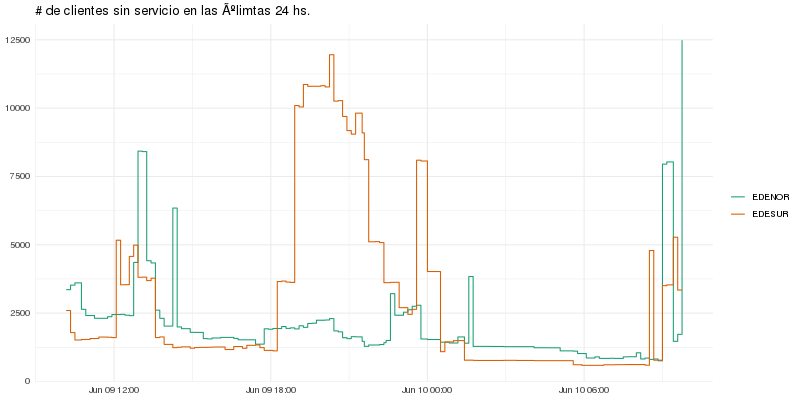 # de clientes sin servicio en las Ãºlimtas 24 hs.
12500
10000
7500
5000
2500
0
Jun 09 12:00
Jun 09 18:00
Jun 10 00:00
Jun 10 06:00
EDENOR
EDESUR